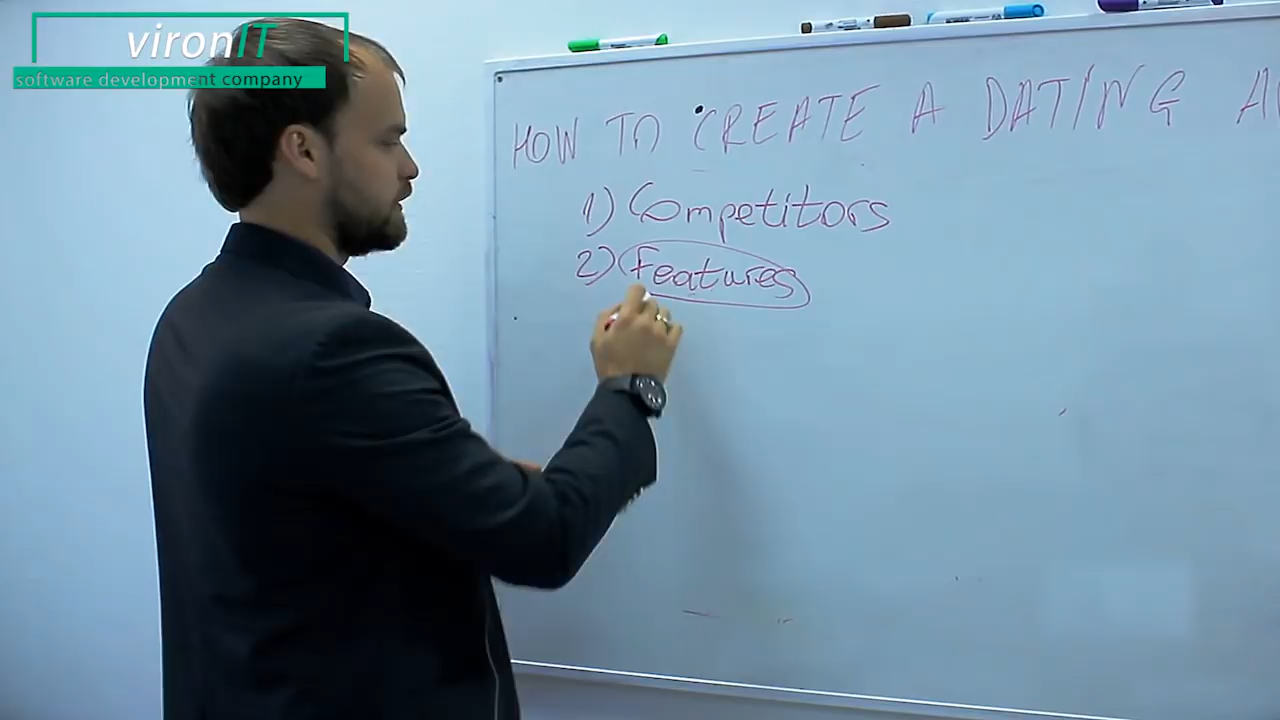 vironIT
software development company
HOW TO CREATE A DATING A
1) Competitors
2) Features